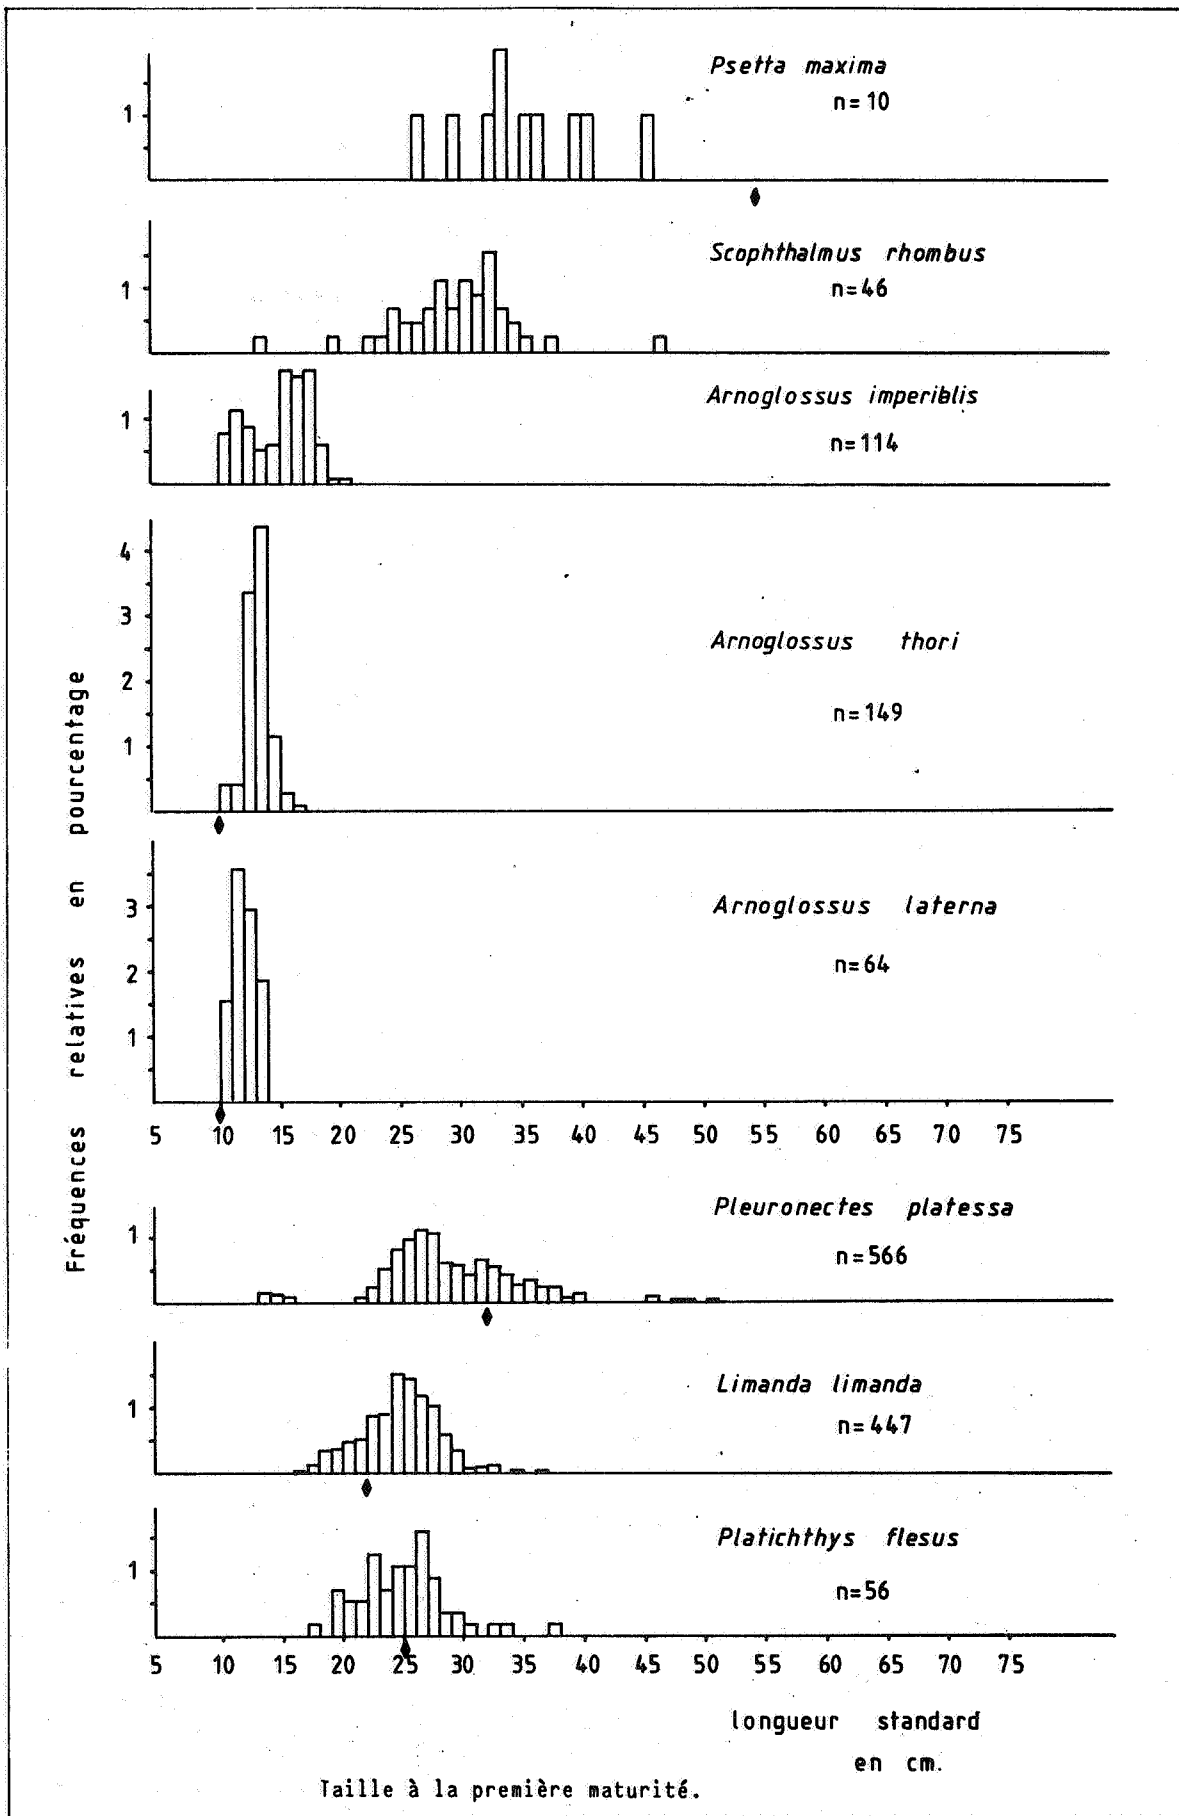 Psetta maxima
n=10
1
Scophthalmus rhombus
n=46
1
Arnoglossus imperiblis
n=114
1
Arnoglossus thori
n=149
4
3
2
1
Fréquences relatives en pourcentage
Arnoglossus laterna
n=64
3
2
1
5 10 15 20 25 30 35 40 45 50 55 60 65 70 75
Pleuronectes platessa
n=566
1
Limanda limanda
n=447
1
Platichthys flesus
n=56
1
5 10 15 20 25 30 35 40 45 50 55 60 65 70 75
longueur standard
en cm.
Taille à la première maturité.